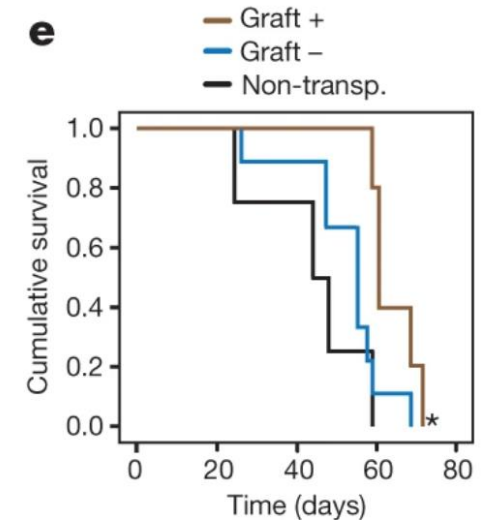 e
Graft +
Graft –
Non-transp.
Cumulative survival
1.0
0.8
0.6
0.4
0.2
0.0
*
0 20 40 60 80
Time (days)